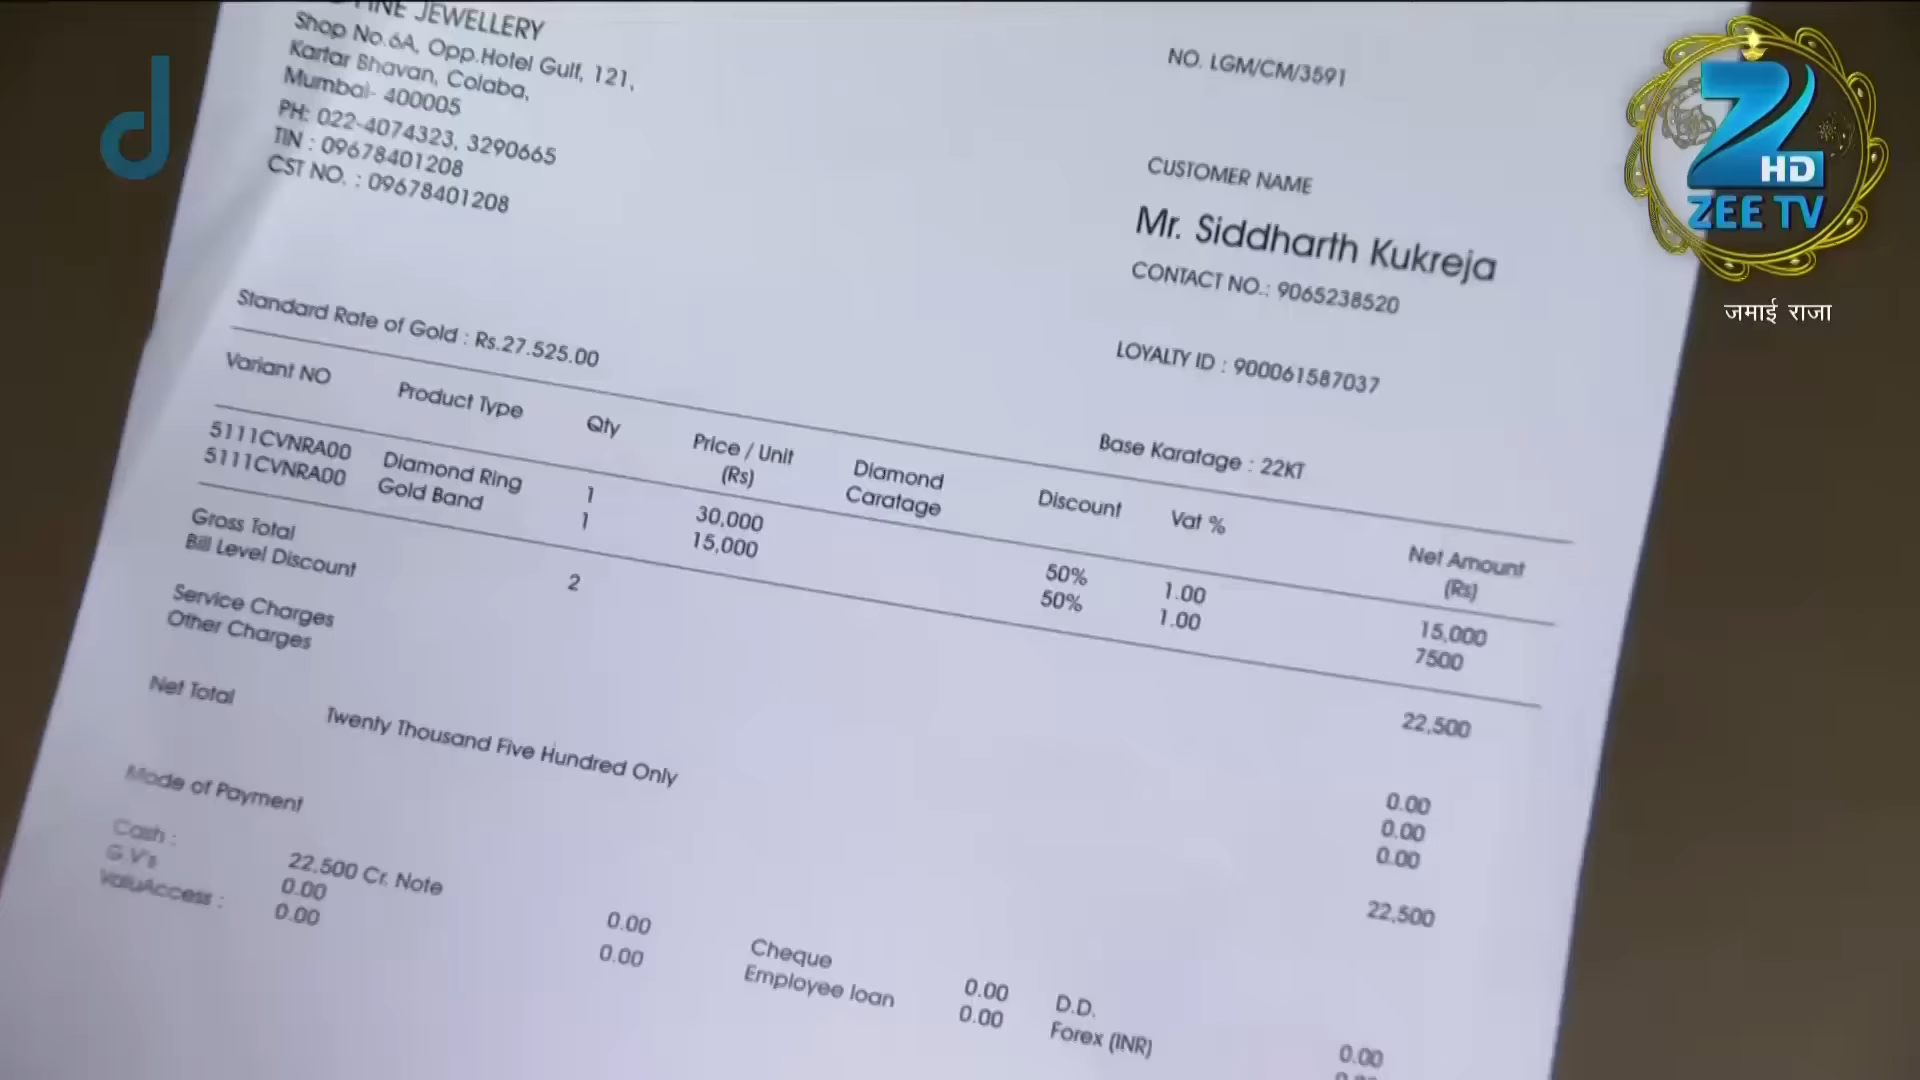 FINE JEWELLERY
Shop No.6A, Opp.Hotel Gulf, 121,
Kartar Bhavan, Colaba,
Mumbai- 400005
PH: 022-4074323, 3290665
TIN : 09678401208
CST NO. : 09678401208
NO. LGM/CM/3591
CUSTOMER NAME
Mr. Siddharth Kukreja
CONTACT NO.: 9065238520
LOYALTY ID : 900061587037
Standard Rate of Gold : Rs.27.525.00
Base Karatage : 22KT
Variant NO Product Type Qty Price / Unit (Rs) Diamond Caratage Discount Vat % Net Amount (Rs)
5111CVNRA00 Diamond Ring 1 30,000 50% 1.00 15,000
5111CVNRA00 Gold Band 1 15,000 50% 1.00 7500
Gross Total 2 22,500
Bill Level Discount 0.00
Service Charges 0.00
Other Charges 0.00
Net Total Twenty Thousand Five Hundred Only 22,500
Mode of Payment
Cash : 22,500 Cr. Note 0.00 Cheque 0.00 D.D. 0.00
G.V's 0.00 0.00 Employee loan 0.00 Forex (INR)
ValuAccess : 0.00
d
Z HD
ZEE TV
जमाई राजा